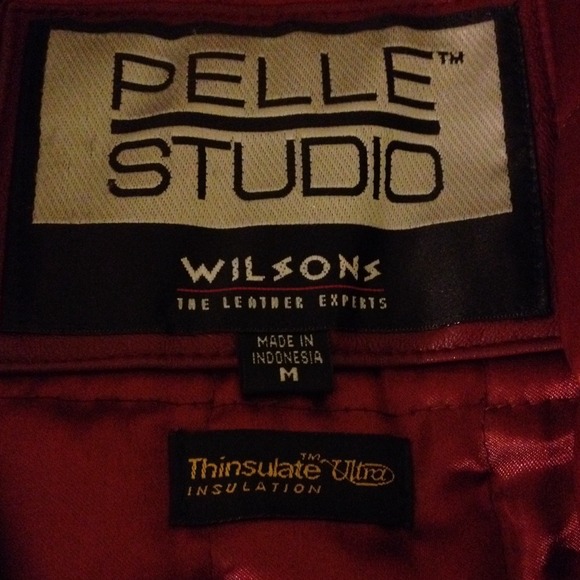 PELLE™
STUDIO
WILSONS
THE LEATHER EXPERTS
MADE IN
INDONESIA
M
Thinsulate™ Ultra
INSULATION